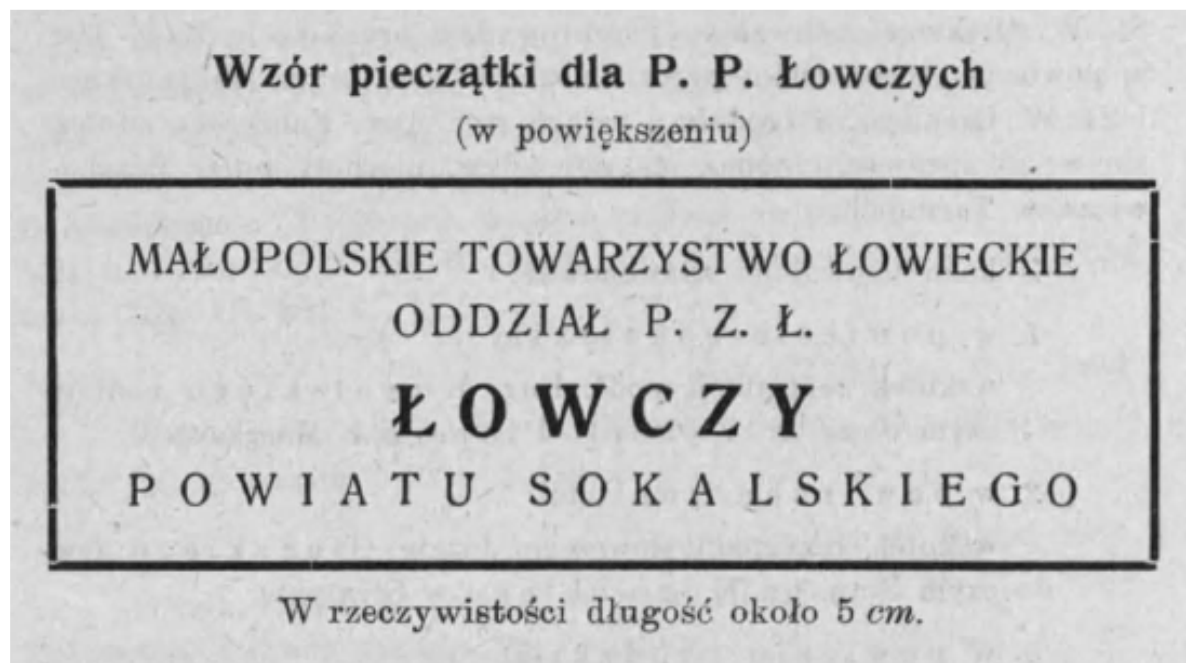 Wzór pieczątki dla P. P. Łowczych
(w powiększeniu)
MAŁOPOLSKIE TOWARZYSTWO ŁOWIECKIE
ODDZIAŁ P. Z. Ł.
ŁOWCZY
POWIATU SOKALSKIEGO
W rzeczywistości długość około 5 cm.